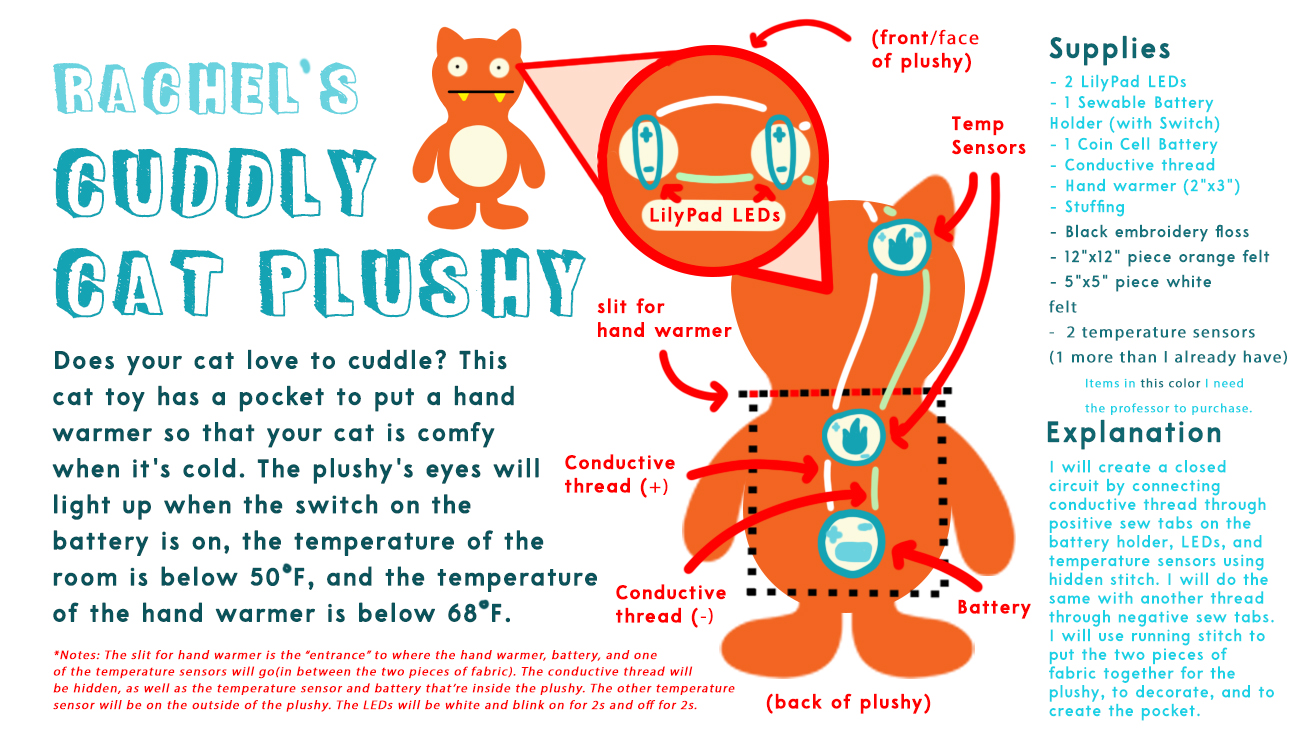 RACHEL'S
CUDDLY
CAT PLUSHY
Does your cat love to cuddle? This
cat toy has a pocket to put a hand
warmer so that your cat is comfy
when it's cold. The plushy's eyes will
light up when the switch on the
battery is on, the temperature of the
room is below 50°F, and the temperature
of the hand warmer is below 68°F.
*Notes: The slit for hand warmer is the "entrance" to where the hand warmer, battery, and one
of the temperature sensors will go(in between the two pieces of fabric). The conductive thread will
be hidden, as well as the temperature sensor and battery that're inside the plushy. The other temperature
sensor will be on the outside of the plushy. The LEDs will be white and blink on for 2s and off for 2s.
(front/face
of plushy)
LilyPad LEDs
Temp
Sensors
slit for
hand warmer
Conductive
thread (+)
Conductive
thread (-)
Battery
(back of plushy)
Supplies
- 2 LilyPad LEDs
- 1 Sewable Battery
Holder (with Switch)
- 1 Coin Cell Battery
- Conductive thread
- Hand warmer (2"x3")
- Stuffing
- Black embroidery floss
- 12"x12" piece orange felt
- 5"x5" piece white
felt
- 2 temperature sensors
(1 more than I already have)
Items in this color I need
the professor to purchase.
Explanation
I will create a closed
circuit by connecting
conductive thread through
positive sew tabs on the
battery holder, LEDs, and
temperature sensors using
hidden stitch. I will do the
same with another thread
through negative sew tabs.
I will use running stitch to
put the two pieces of
fabric together for the
plushy, to decorate, and to
create the pocket.